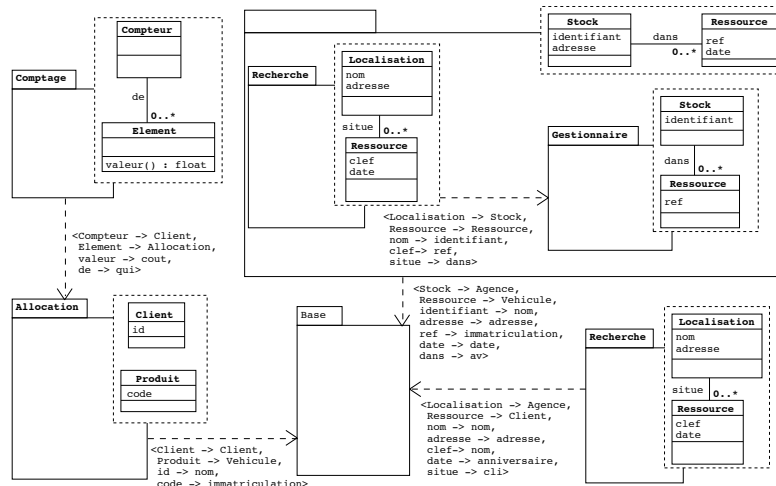 Compteur
Comptage
de
0..*
Element
valeur() : float
<Compteur -> Client,
Element -> Allocation,
valeur -> cout,
de -> qui>
Stock
identifiant
adresse
dans
0..*
Ressource
ref
date
Recherche
Localisation
nom
adresse
situe
0..*
Ressource
clef
date
Gestionnaire
Stock
identifiant
dans
0..*
Ressource
ref
<Localisation -> Stock,
Ressource -> Ressource,
nom -> identifiant,
clef-> ref,
situe -> dans>
<Stock -> Agence,
Ressource -> Vehicule,
identifiant -> nom,
adresse -> adresse,
ref -> immatriculation,
date -> date,
dans -> av>
Allocation
Client
id
Produit
code
<Client -> Client,
Produit -> Vehicule,
id -> nom,
code -> immatriculation>
Base
Recherche
Localisation
nom
adresse
situe
0..*
Ressource
clef
date
<Localisation -> Agence,
Ressource -> Client,
nom -> nom,
adresse -> adresse,
clef-> nom,
date -> anniversaire,
situe -> cli>